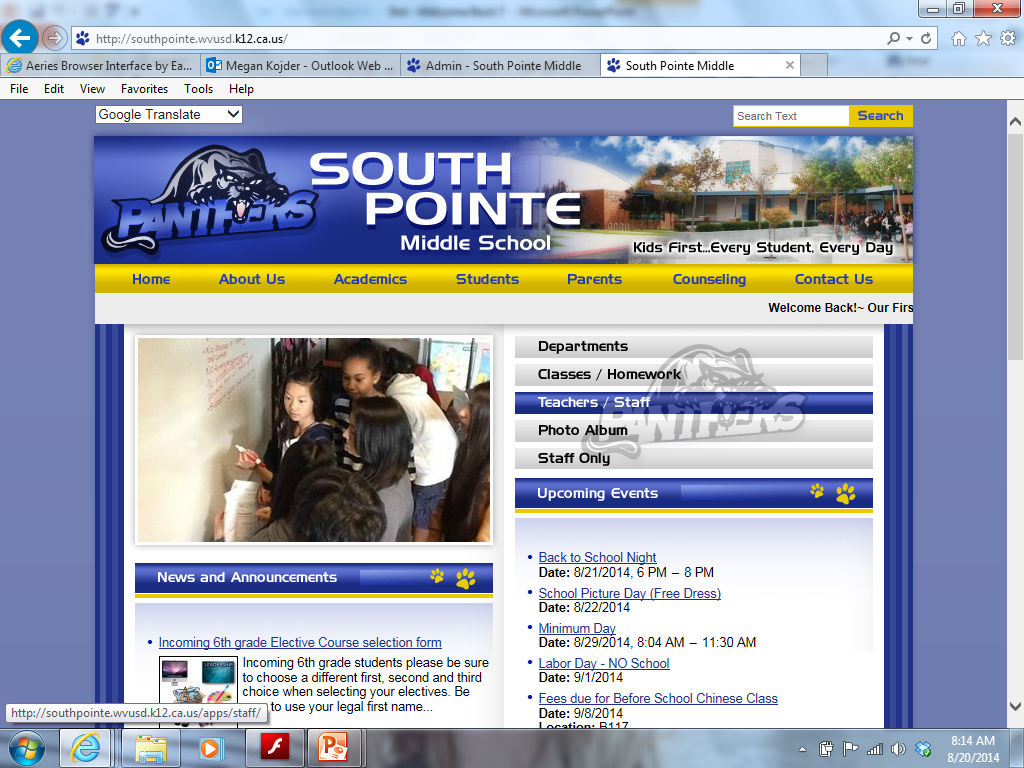 http://southpointe.wvusd.k12.ca.us/
Aeries Browser Interface by Ea...
Megan Kojder - Outlook Web ...
Admin - South Pointe Middle
South Pointe Middle
File Edit View Favorites Tools Help
Google Translate
Search Text
Search
PANTHERS
SOUTH
POINTE
Middle School
Kids First...Every Student, Every Day
Home About Us Academics Students Parents Counseling Contact Us
Welcome Back!~ Our Firs
Departments
Classes / Homework
Teachers / Staff
Photo Album
Staff Only
PANTHERS
Upcoming Events
Back to School Night
Date: 8/21/2014, 6 PM – 8 PM
School Picture Day (Free Dress)
Date: 8/22/2014
Minimum Day
Date: 8/29/2014, 8:04 AM – 11:30 AM
Labor Day - NO School
Date: 9/1/2014
Fees due for Before School Chinese Class
Date: 9/8/2014
Location: B117
News and Announcements
Incoming 6th grade Elective Course selection form
LEADERSHIP
Incoming 6th grade students please be sure
to choose a different first, second and third
choice when selecting your electives. Be
to use your legal first name...
http://southpointe.wvusd.k12.ca.us/apps/staff/
8:14 AM
8/20/2014